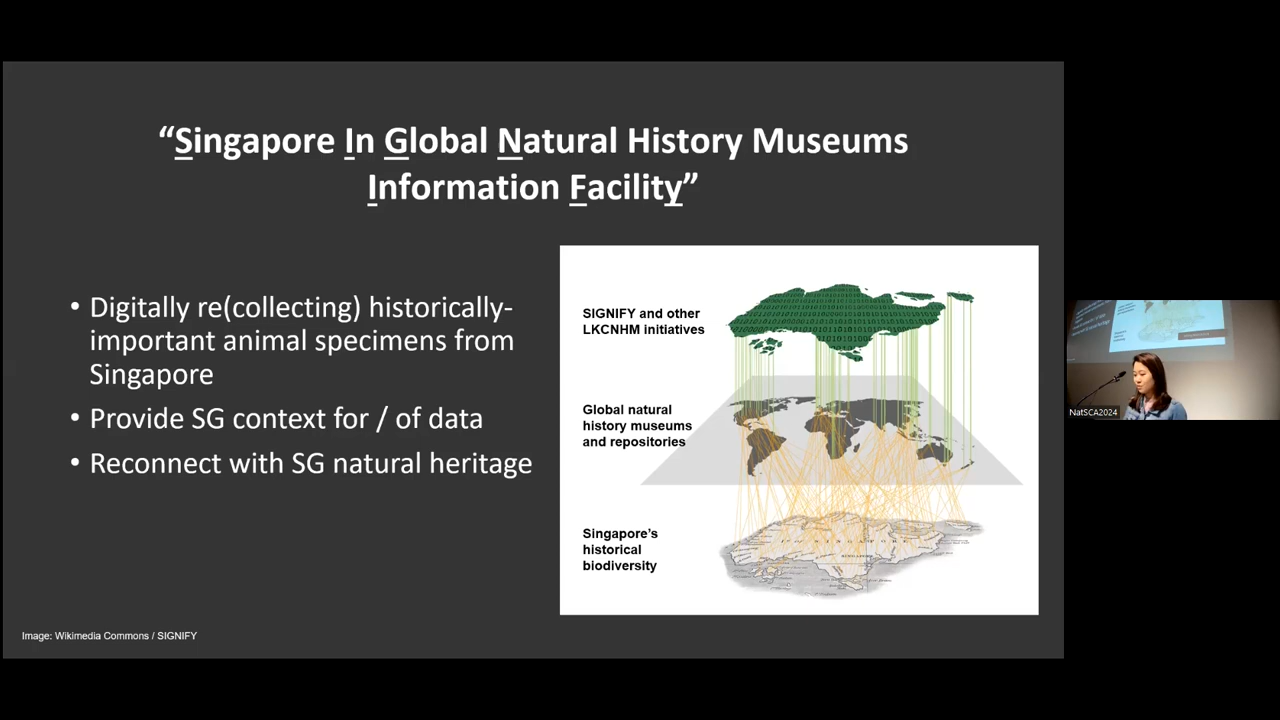 “Singapore In Global Natural History Museums
Information Facility”
• Digitally re(collecting) historically-
important animal specimens from
Singapore
• Provide SG context for / of data
• Reconnect with SG natural heritage
SIGNIFY and other
LKCNHM initiatives
Global natural
history museums
and repositories
Singapore’s
historical
biodiversity
Image: Wikimedia Commons / SIGNIFY
NatSCA2024